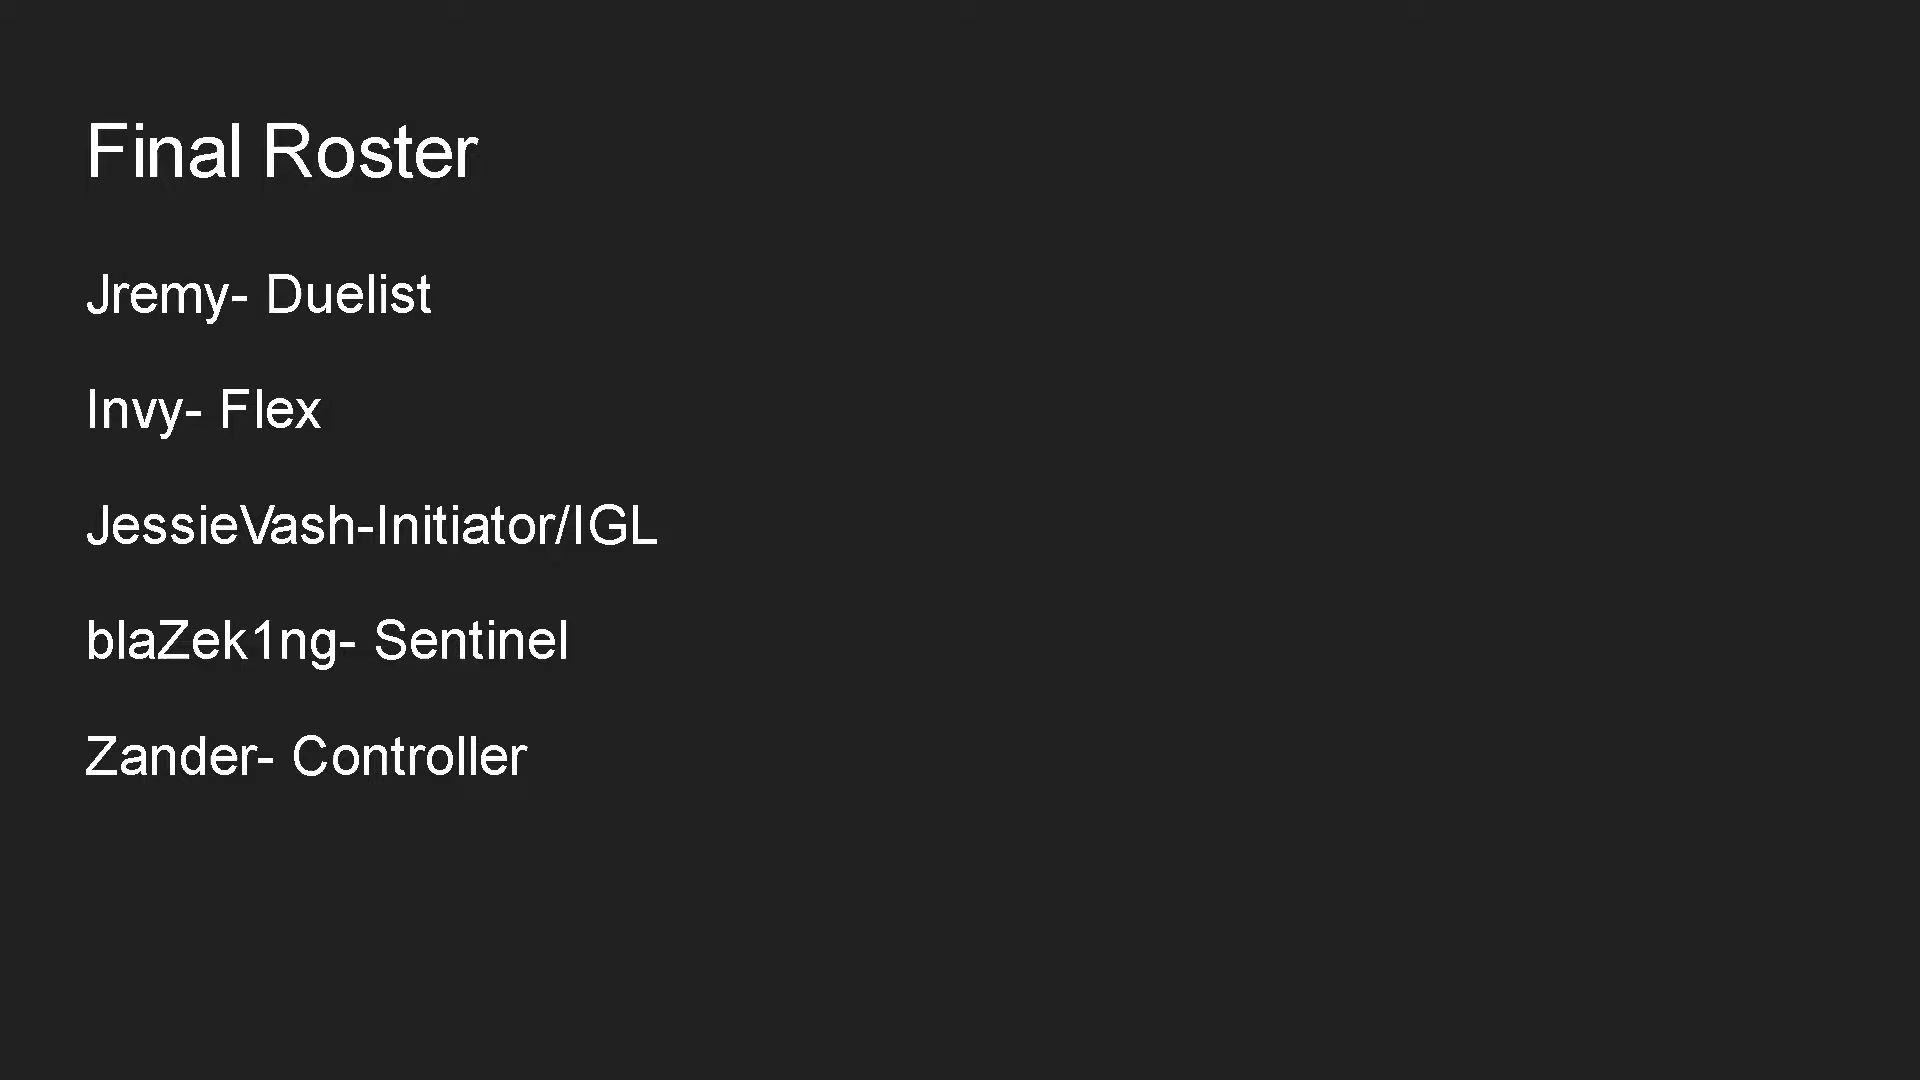 Final Roster
Jremy- Duelist
Invy- Flex
JessieVash-Initiator/IGL
blaZek1ng- Sentinel
Zander- Controller